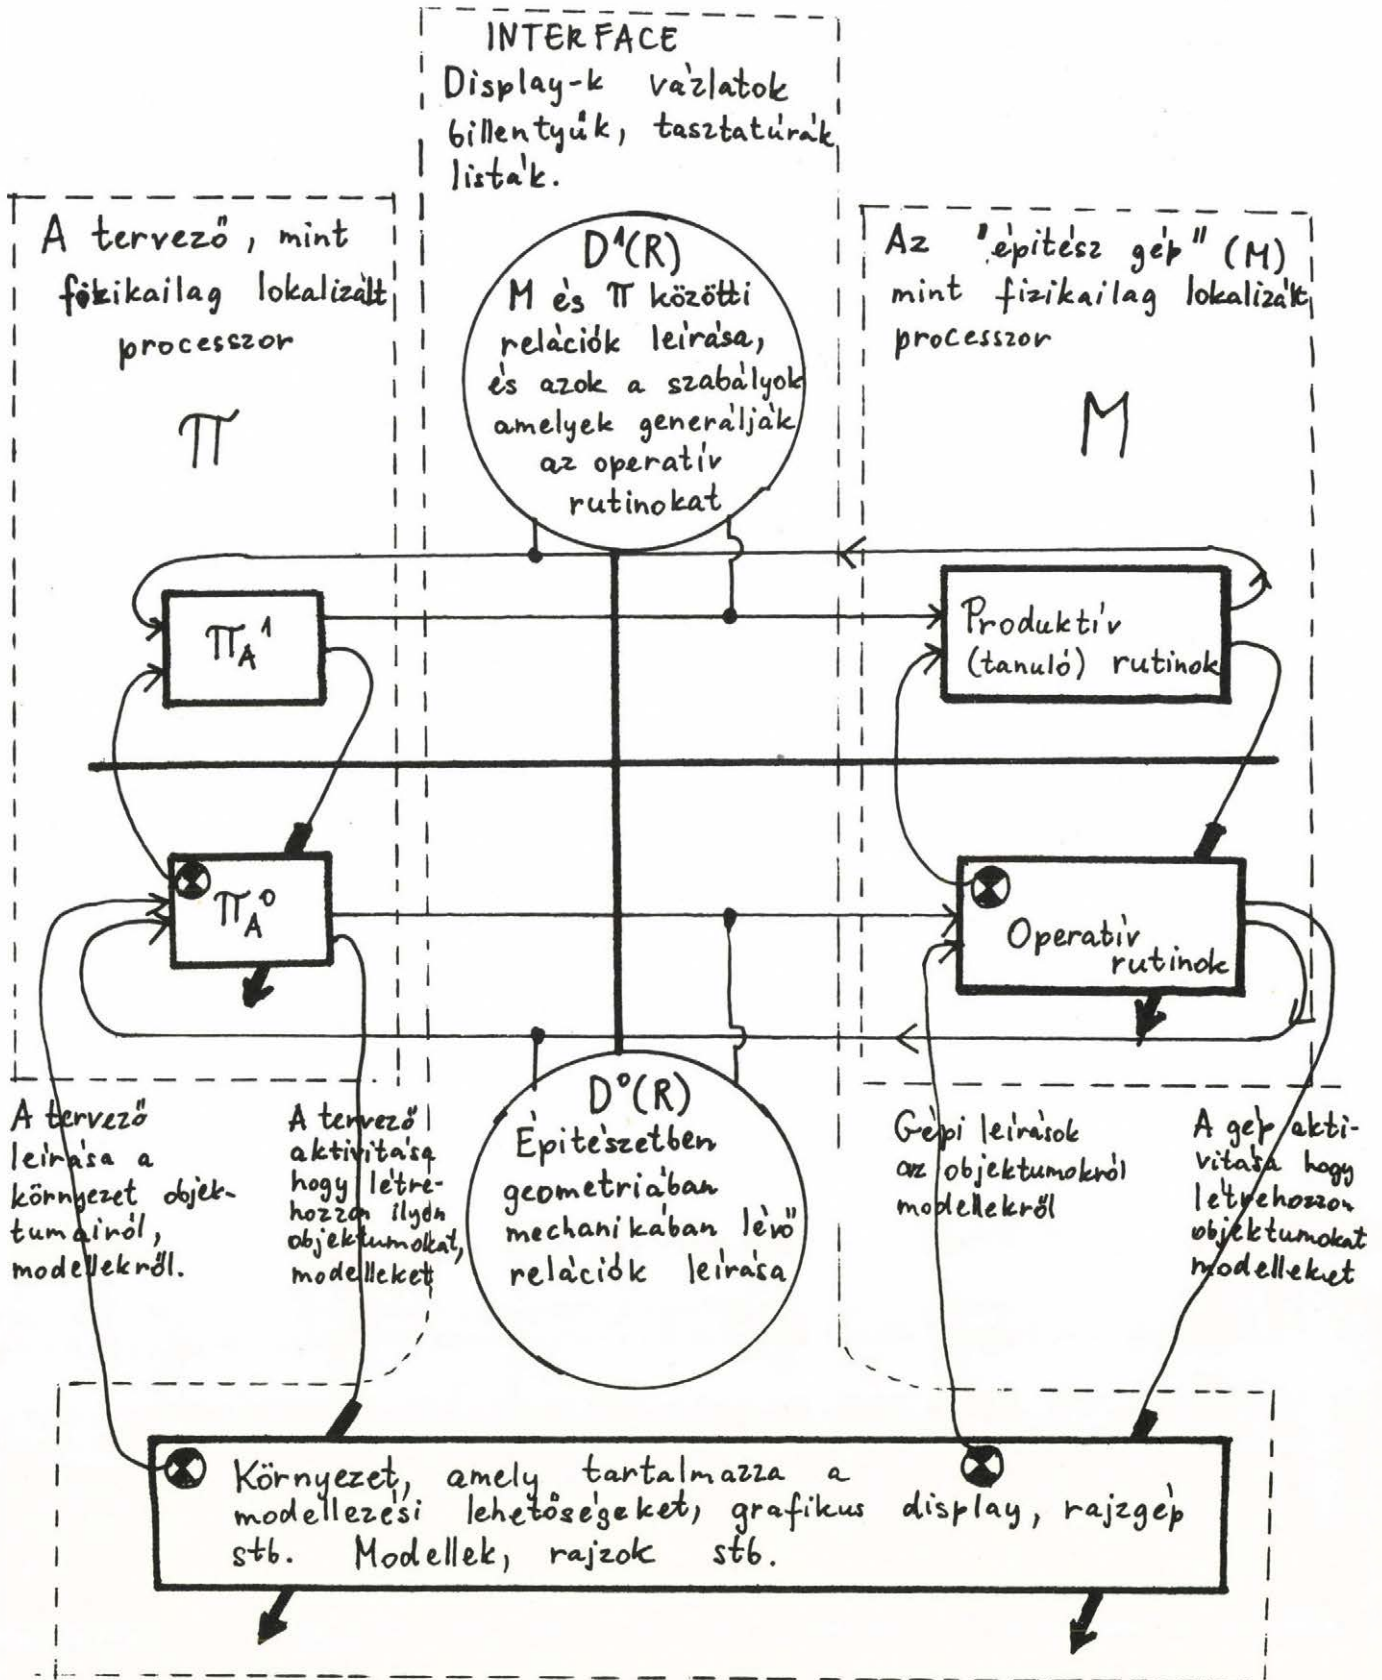 INTERFACE
Display-k vázlatok
billentyűk, tasztatúrák
listák.
A tervező, mint
fizikailag lokalizált
processzor
π
D¹(R)
M és π közötti
relációk leírása,
és azok a szabályok
amelyek generálják
az operatív
rutinokat
Az "építész gép" (M)
mint fizikailag lokalizált
processzor
M
π_A¹
Produktív
(tanuló) rutinok
π_A⁰
Operatív
rutinok
A tervező
leírása a
környezet objek-
tumairól,
modellekről.
A tervező
aktivitása
hogy létre-
hozzon ilyen
objektumokat,
modelleket
D⁰(R)
Építészetben
geometriában
mechanikában lévő
relációk leírása
Gépi leírások
az objektumokról
modellekről
A gép akti-
vitása hogy
létrehozzon
objektumokat
modelleket
Környezet, amely tartalmazza a
modellezési lehetőségeket, grafikus display, rajzgép
stb. Modellek, rajzok stb.